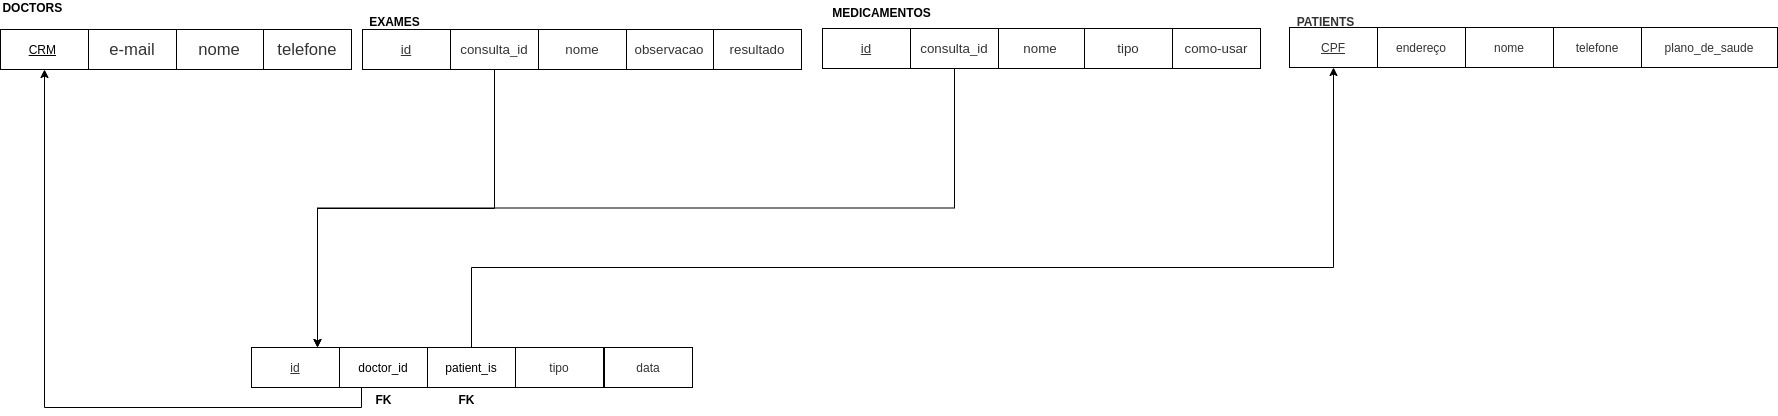 DOCTORS
CRM e-mail nome telefone
EXAMES
id consulta_id nome observacao resultado
MEDICAMENTOS
id consulta_id nome tipo como-usar
PATIENTS
CPF endereço nome telefone plano_de_saude
id doctor_id patient_is tipo data
FK FK